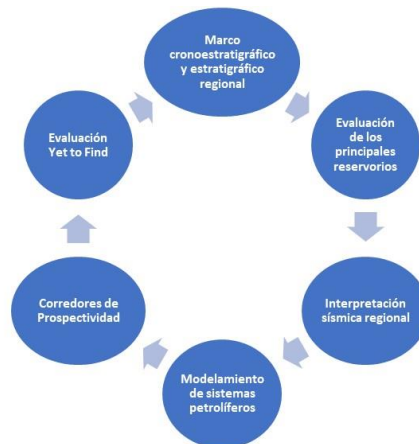 Marco
cronoestratigráfico
y estratigráfico
regional
Evaluación
de los
principales
reservorios
Interpretación
sísmica regional
Modelamiento
de sistemas
petrolíferos
Corredores de
Prospectividad
Evaluación
Yet to Find